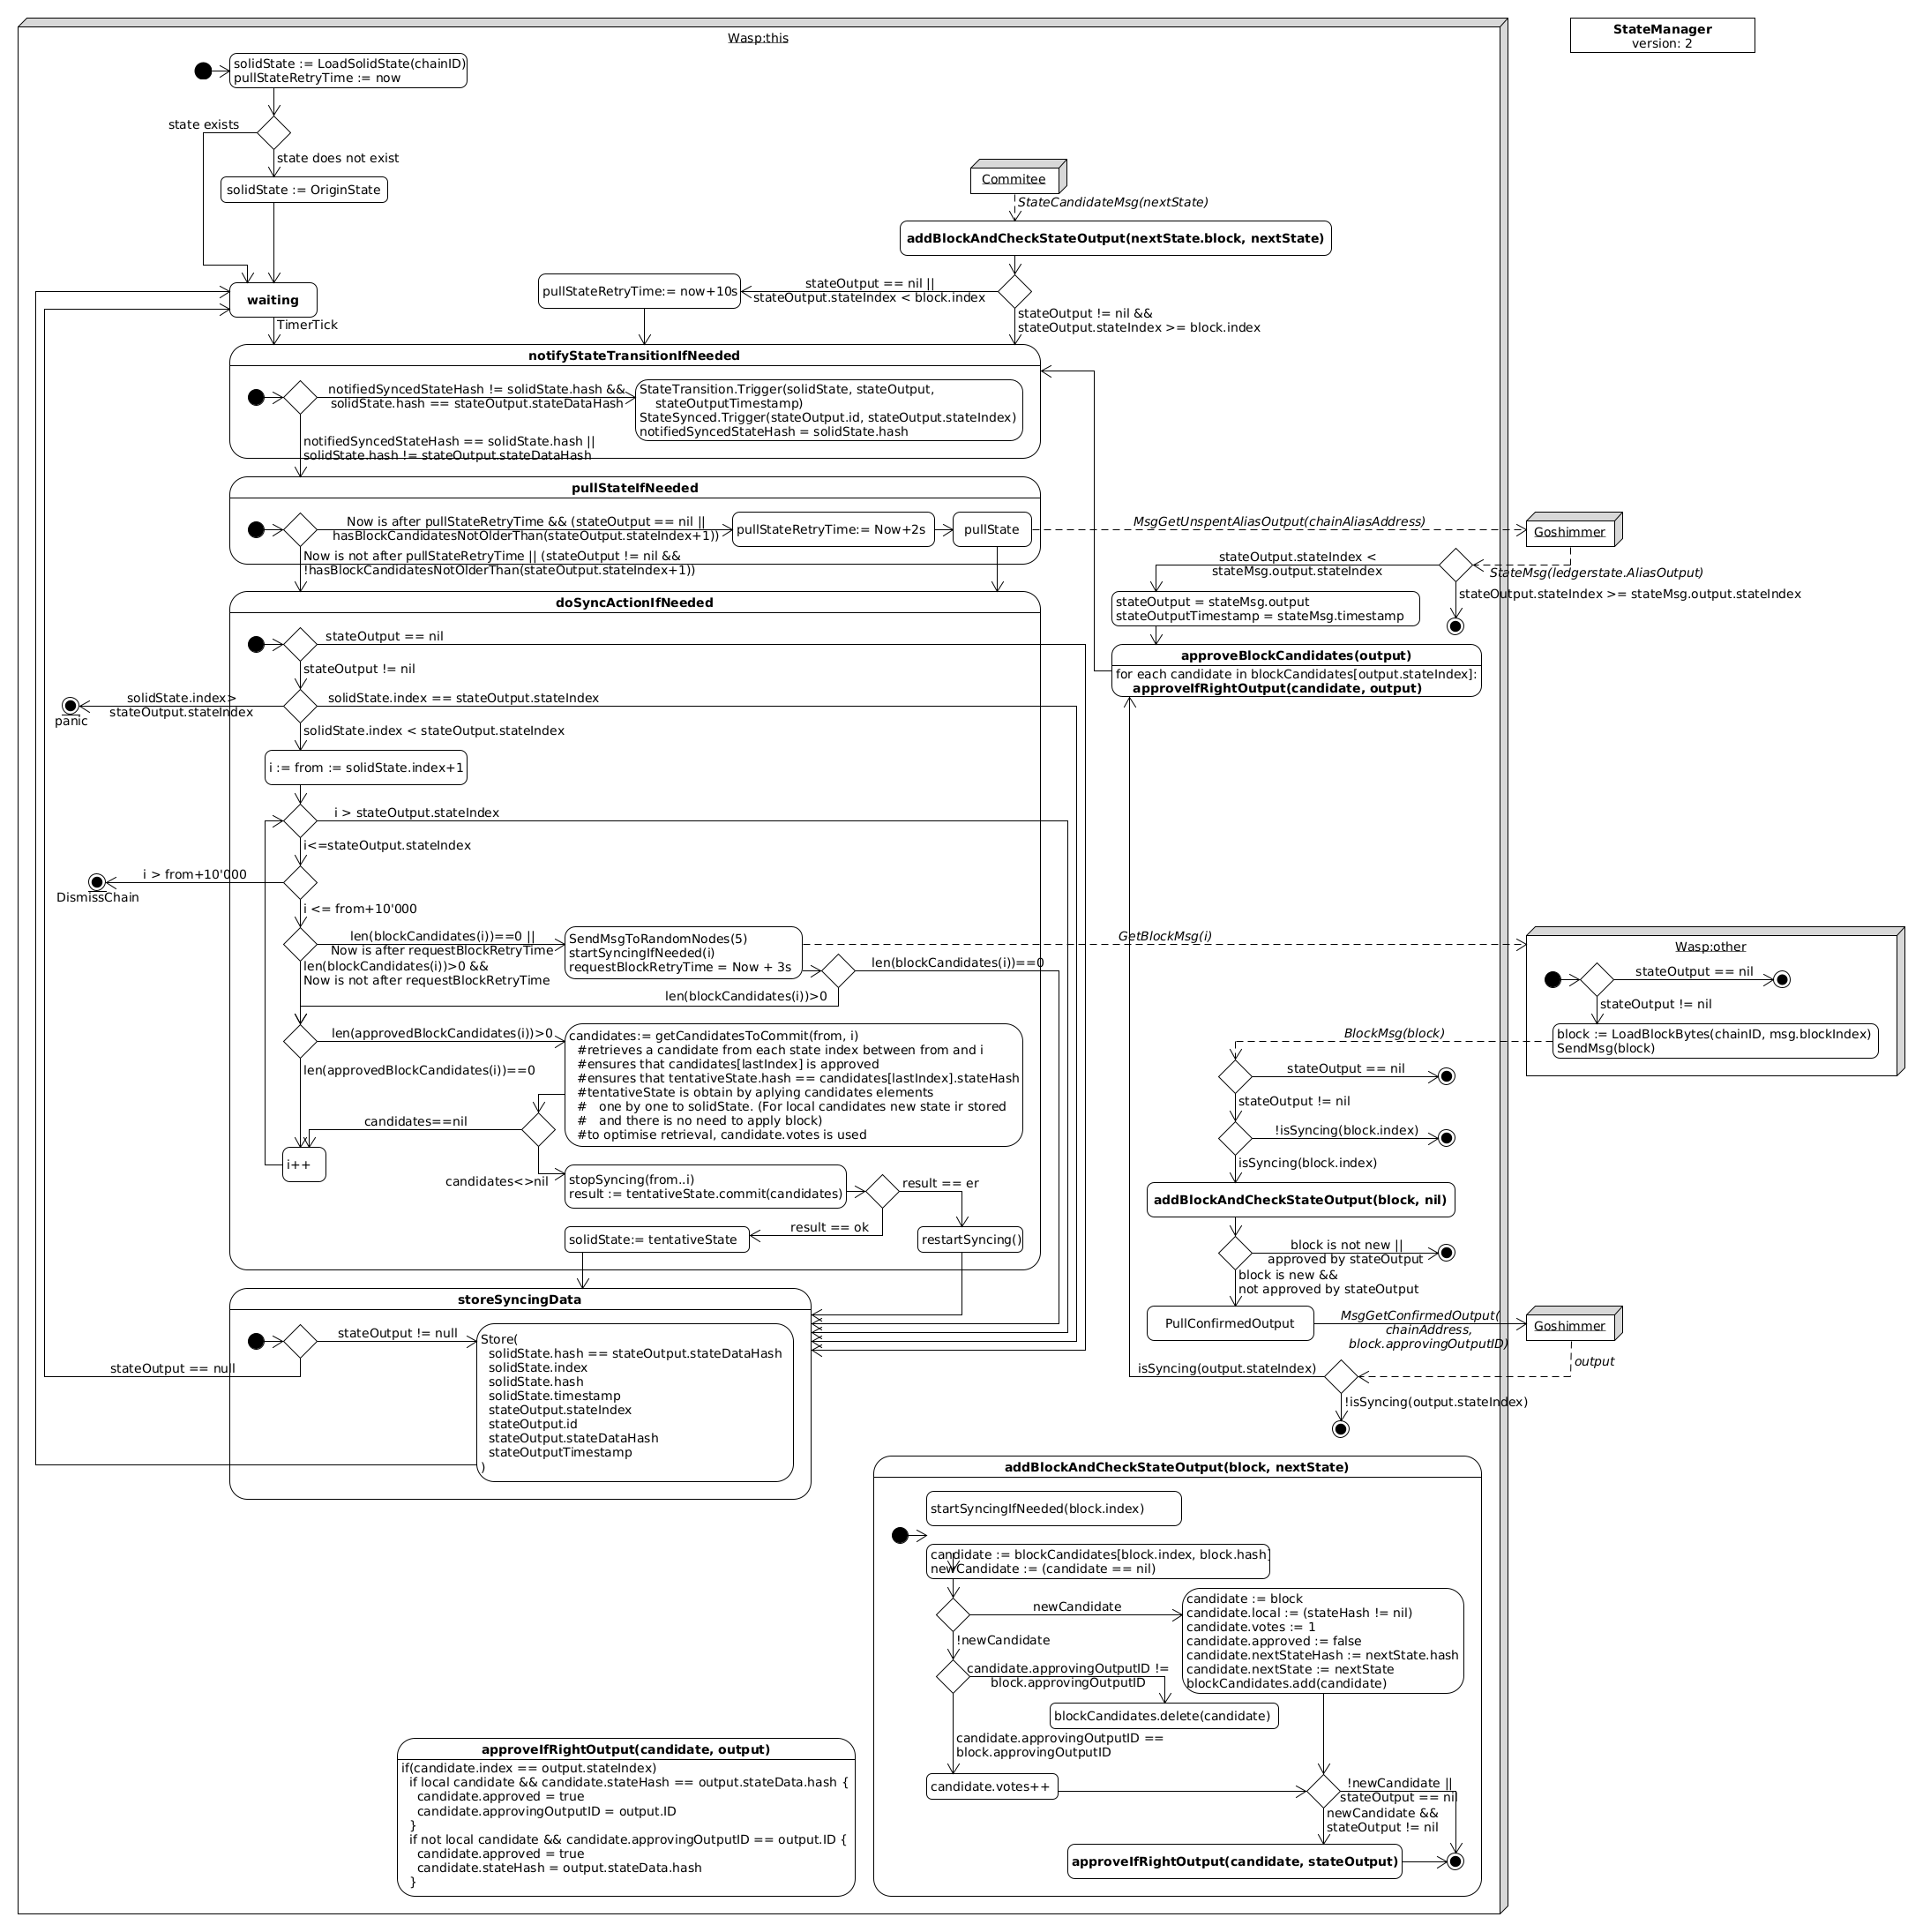 Wasp:this
StateManager
version: 2
solidState := LoadSolidState(chainID)
pullStateRetryTime := now
state exists
state does not exist
solidState := OriginState
Commitee
StateCandidateMsg(nextState)
addBlockAndCheckStateOutput(nextState.block, nextState)
waiting
TimerTick
pullStateRetryTime:= now+10s
stateOutput == nil ||
stateOutput.stateIndex < block.index
stateOutput != nil &&
stateOutput.stateIndex >= block.index
notifyStateTransitionIfNeeded
notifiedSyncedStateHash != solidState.hash &&
solidState.hash == stateOutput.stateDataHash
StateTransition.Trigger(solidState, stateOutput,
stateOutputTimestamp)
StateSynced.Trigger(stateOutput.id, stateOutput.stateIndex)
notifiedSyncedStateHash = solidState.hash
notifiedSyncedStateHash == solidState.hash ||
solidState.hash != stateOutput.stateDataHash
pullStateIfNeeded
Now is after pullStateRetryTime && (stateOutput == nil ||
hasBlockCandidatesNotOlderThan(stateOutput.stateIndex+1))
pullStateRetryTime:= Now+2s
pullState
MsgGetUnspentAliasOutput(chainAliasAddress)
Goshimmer
Now is not after pullStateRetryTime || (stateOutput != nil &&
!hasBlockCandidatesNotOlderThan(stateOutput.stateIndex+1))
stateOutput.stateIndex <
stateMsg.output.stateIndex
StateMsg(ledgerstate.AliasOutput)
stateOutput.stateIndex >= stateMsg.output.stateIndex
stateOutput = stateMsg.output
stateOutputTimestamp = stateMsg.timestamp
approveBlockCandidates(output)
for each candidate in blockCandidates[output.stateIndex]:
approveIfRightOutput(candidate, output)
doSyncActionIfNeeded
stateOutput == nil
stateOutput != nil
solidState.index>
stateOutput.stateIndex
panic
solidState.index == stateOutput.stateIndex
solidState.index < stateOutput.stateIndex
i := from := solidState.index+1
i > stateOutput.stateIndex
i<=stateOutput.stateIndex
i > from+10'000
DismissChain
i <= from+10'000
len(blockCandidates(i))==0 ||
Now is after requestBlockRetryTime
SendMsgToRandomNodes(5)
startSyncingIfNeeded(i)
requestBlockRetryTime = Now + 3s
GetBlockMsg(i)
len(blockCandidates(i))>0 &&
Now is not after requestBlockRetryTime
len(blockCandidates(i))==0
len(blockCandidates(i))>0
Wasp:other
stateOutput == nil
stateOutput != nil
block := LoadBlockBytes(chainID, msg.blockIndex)
SendMsg(block)
BlockMsg(block)
len(approvedBlockCandidates(i))>0
len(approvedBlockCandidates(i))==0
candidates:= getCandidatesToCommit(from, i)
#retrieves a candidate from each state index between from and i
#ensures that candidates[lastIndex] is approved
#ensures that tentativeState.hash == candidates[lastIndex].stateHash
#tentativeState is obtain by aplying candidates elements
#   one by one to solidState. (For local candidates new state ir stored
#   and there is no need to apply block)
#to optimise retrieval, candidate.votes is used
candidates==nil
i++
candidates<>nil
stopSyncing(from..i)
result := tentativeState.commit(candidates)
result == er
result == ok
solidState:= tentativeState
restartSyncing()
stateOutput == nil
stateOutput != nil
!isSyncing(block.index)
isSyncing(block.index)
addBlockAndCheckStateOutput(block, nil)
block is not new ||
approved by stateOutput
block is new &&
not approved by stateOutput
PullConfirmedOutput
MsgGetConfirmedOutput(
chainAddress,
block.approvingOutputID)
Goshimmer
output
isSyncing(output.stateIndex)
!isSyncing(output.stateIndex)
storeSyncingData
stateOutput != null
stateOutput == null
Store(
solidState.hash == stateOutput.stateDataHash
solidState.index
solidState.hash
solidState.timestamp
stateOutput.stateIndex
stateOutput.id
stateOutput.stateDataHash
stateOutputTimestamp
)
addBlockAndCheckStateOutput(block, nextState)
startSyncingIfNeeded(block.index)
candidate := blockCandidates[block.index, block.hash]
newCandidate := (candidate == nil)
newCandidate
!newCandidate
candidate := block
candidate.local := (stateHash != nil)
candidate.votes := 1
candidate.approved := false
candidate.nextStateHash := nextState.hash
candidate.nextState := nextState
blockCandidates.add(candidate)
candidate.approvingOutputID !=
block.approvingOutputID
blockCandidates.delete(candidate)
candidate.approvingOutputID ==
block.approvingOutputID
candidate.votes++
!newCandidate ||
stateOutput == nil
newCandidate &&
stateOutput != nil
approveIfRightOutput(candidate, stateOutput)
approveIfRightOutput(candidate, output)
if(candidate.index == output.stateIndex)
if local candidate && candidate.stateHash == output.stateData.hash {
candidate.approved = true
candidate.approvingOutputID = output.ID
}
if not local candidate && candidate.approvingOutputID == output.ID {
candidate.approved = true
candidate.stateHash = output.stateData.hash
}